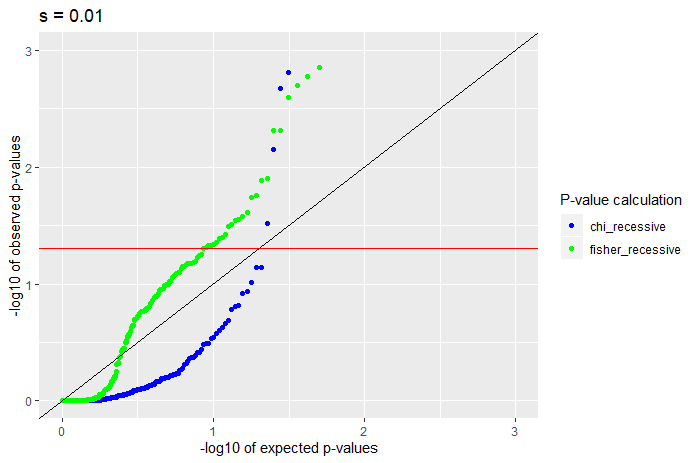 s = 0.01
3
2
1
0
-log10 of observed p-values
0
1
2
3
-log10 of expected p-values
P-value calculation
chi_recessive
fisher_recessive